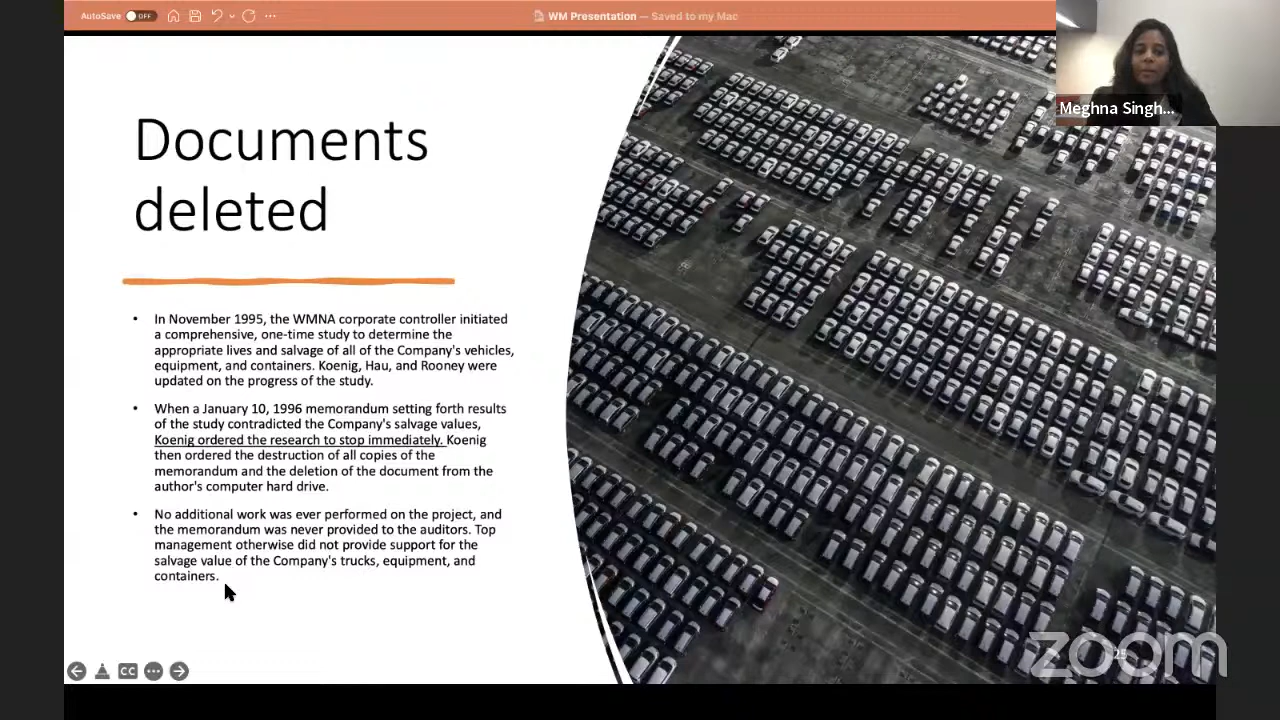 AutoSave OFF
WM Presentation — Saved to my Mac
Meghna Singh...
Documents
deleted
• In November 1995, the WMNA corporate controller initiated
a comprehensive, one-time study to determine the
appropriate lives and salvage of all of the Company's vehicles,
equipment, and containers. Koenig, Hau, and Rooney were
updated on the progress of the study.
• When a January 10, 1996 memorandum setting forth results
of the study contradicted the Company's salvage values,
Koenig ordered the research to stop immediately. Koenig
then ordered the destruction of all copies of the
memorandum and the deletion of the document from the
author's computer hard drive.
• No additional work was ever performed on the project, and
the memorandum was never provided to the auditors. Top
management otherwise did not provide support for the
salvage value of the Company's trucks, equipment, and
containers.
CC
zoom